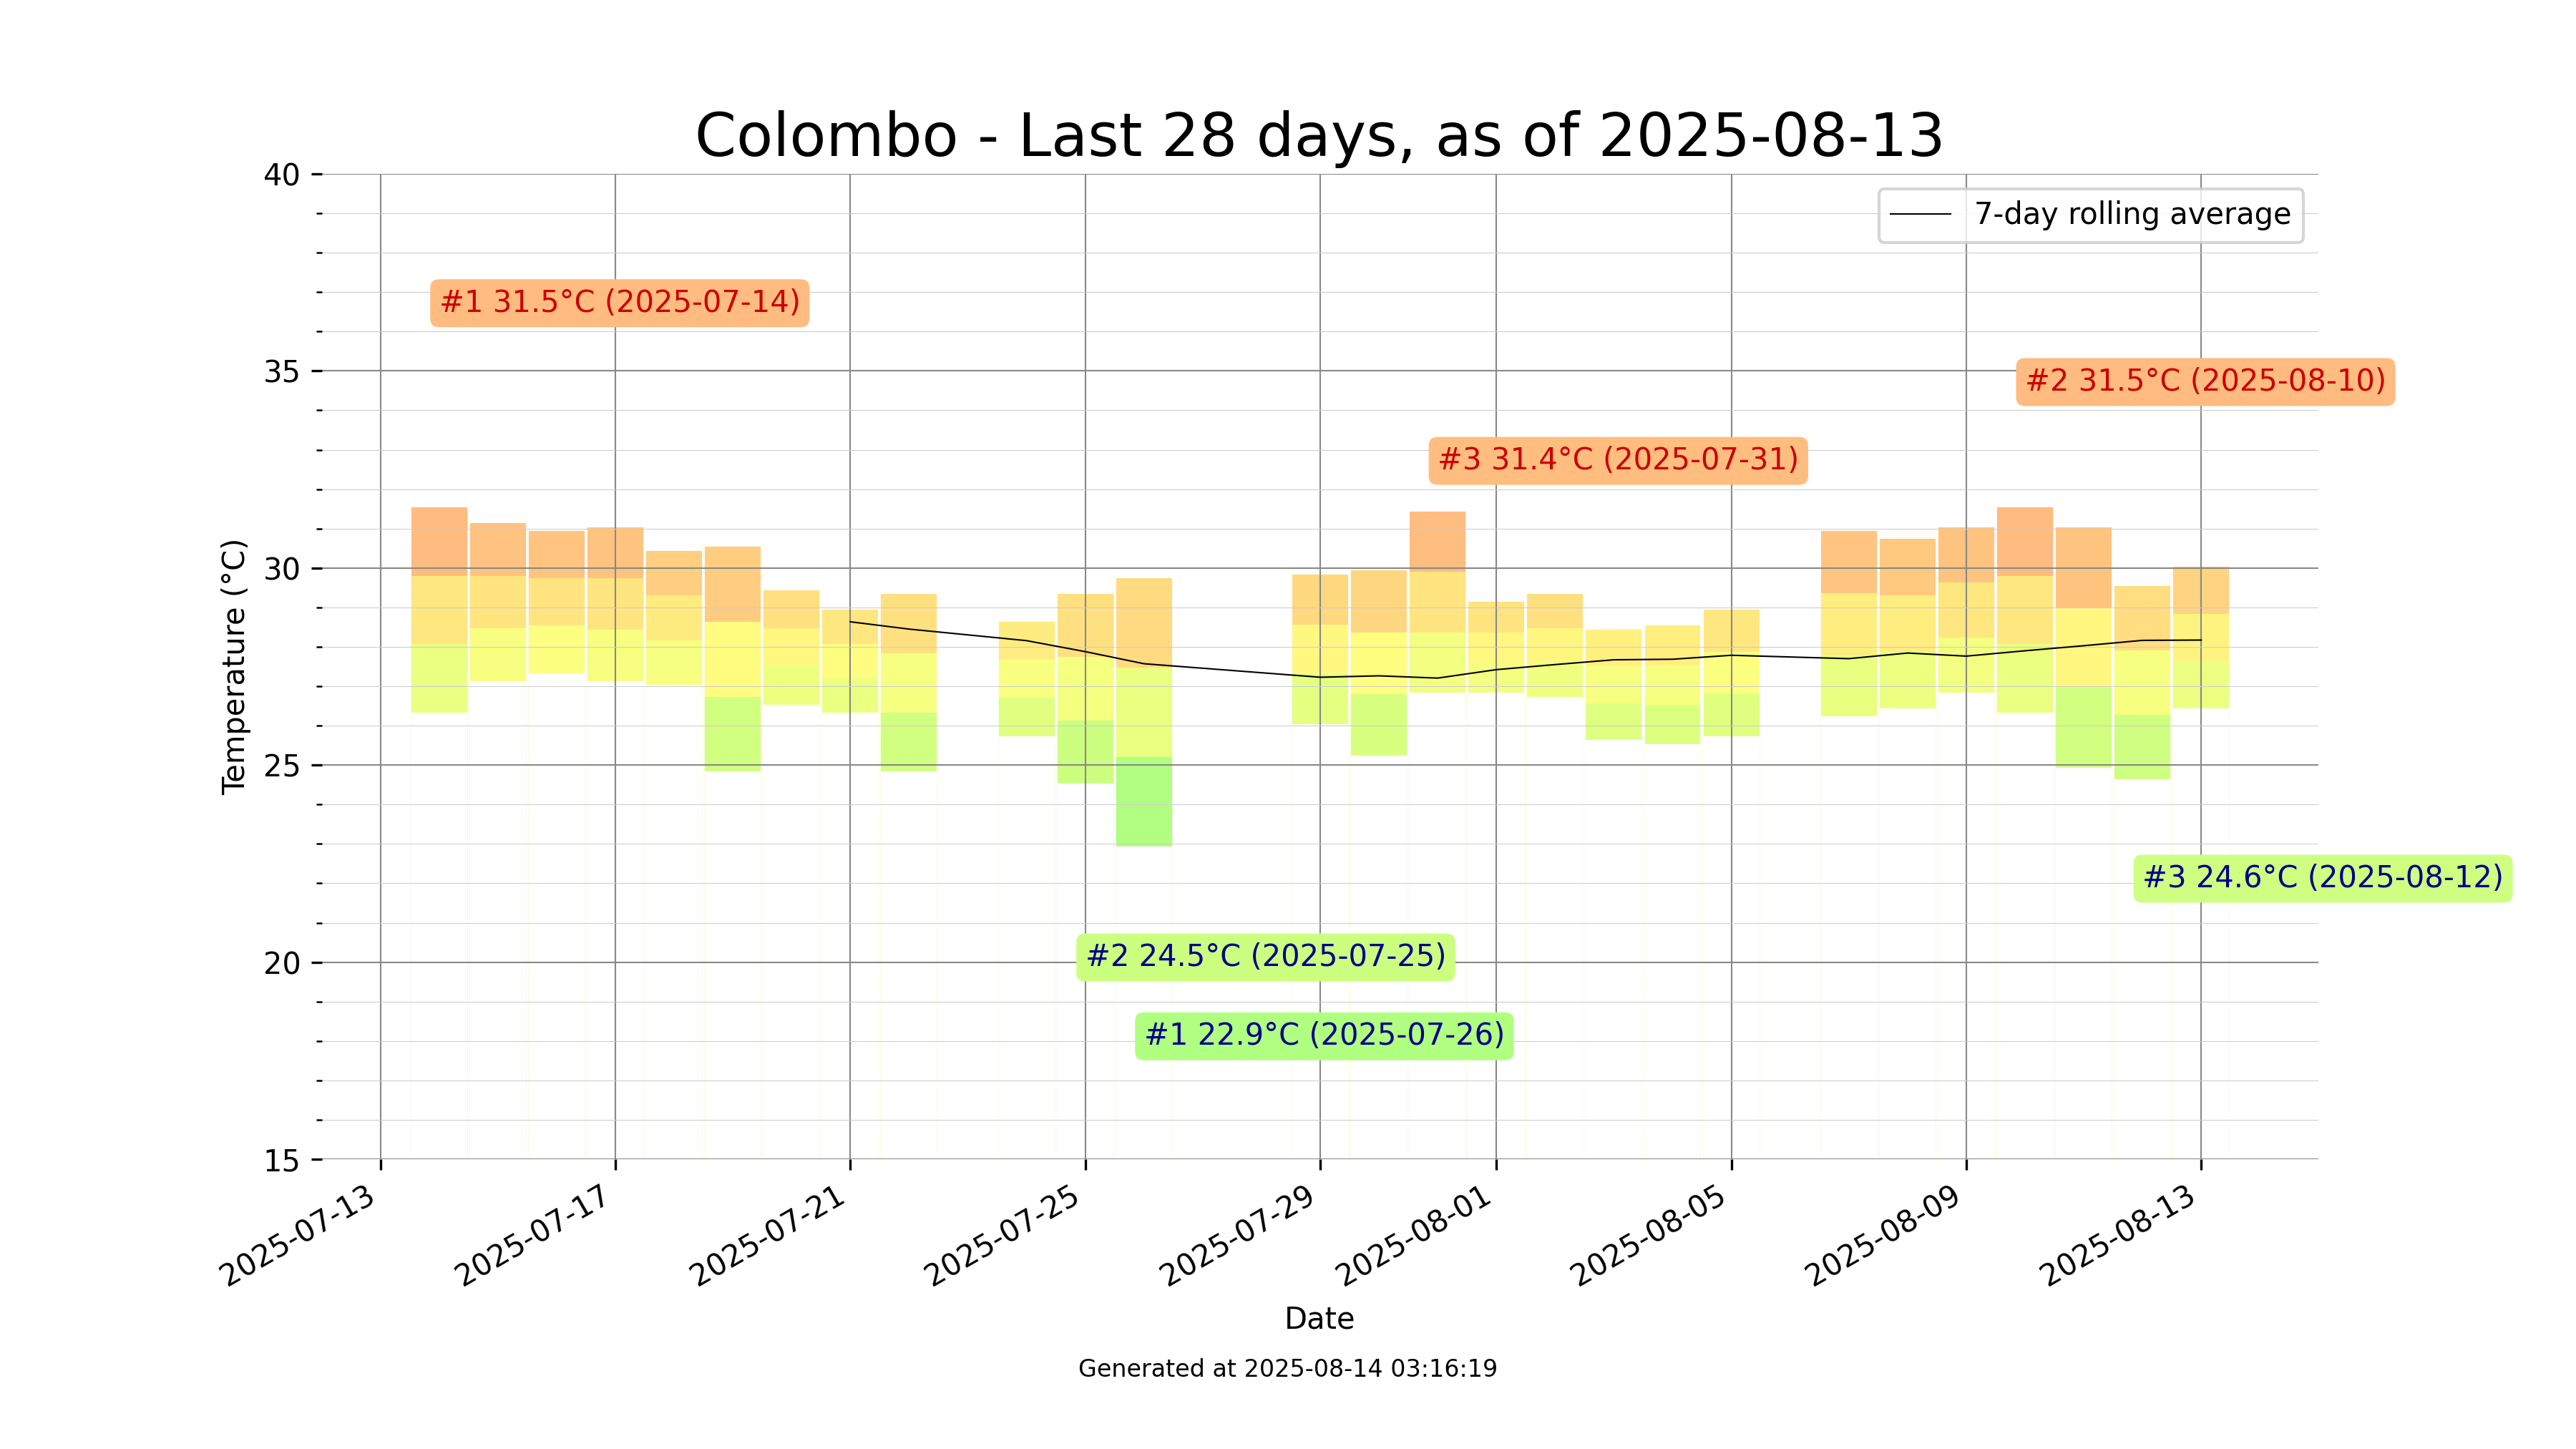 Colombo - Last 28 days, as of 2025-08-13
7-day rolling average
40
35
30
25
20
15
Temperature (°C)
#1 31.5°C (2025-07-14)
#2 31.5°C (2025-08-10)
#3 31.4°C (2025-07-31)
#3 24.6°C (2025-08-12)
#2 24.5°C (2025-07-25)
#1 22.9°C (2025-07-26)
2025-07-13
2025-07-17
2025-07-21
2025-07-25
2025-07-29
2025-08-01
2025-08-05
2025-08-09
2025-08-13
Date
Generated at 2025-08-14 03:16:19